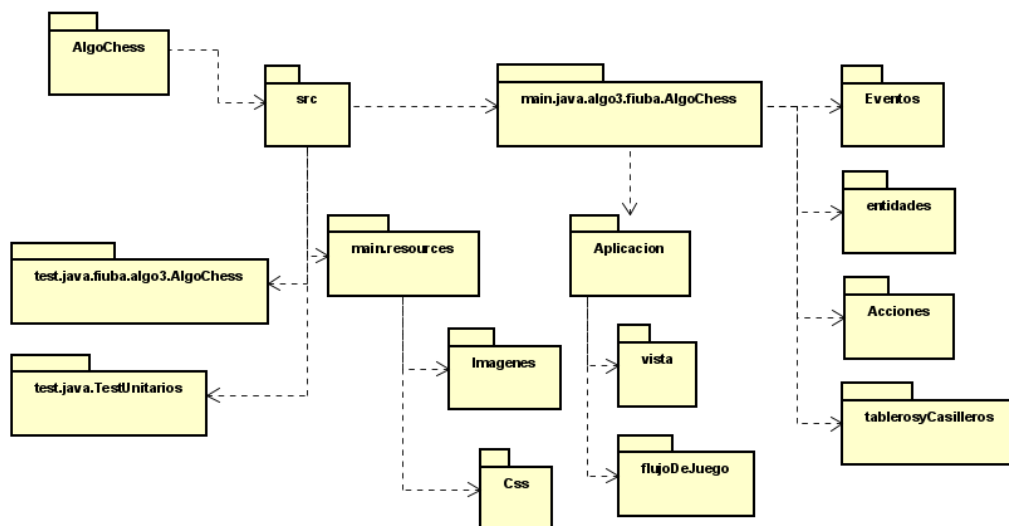 AlgoChess
src
main.java.algo3.fiuba.AlgoChess
Eventos
entidades
main.resources
Aplicacion
test.java.fiuba.algo3.AlgoChess
Acciones
Imagenes
vista
test.java.TestUnitarios
tablerosyCasilleros
flujoDeJuego
Css